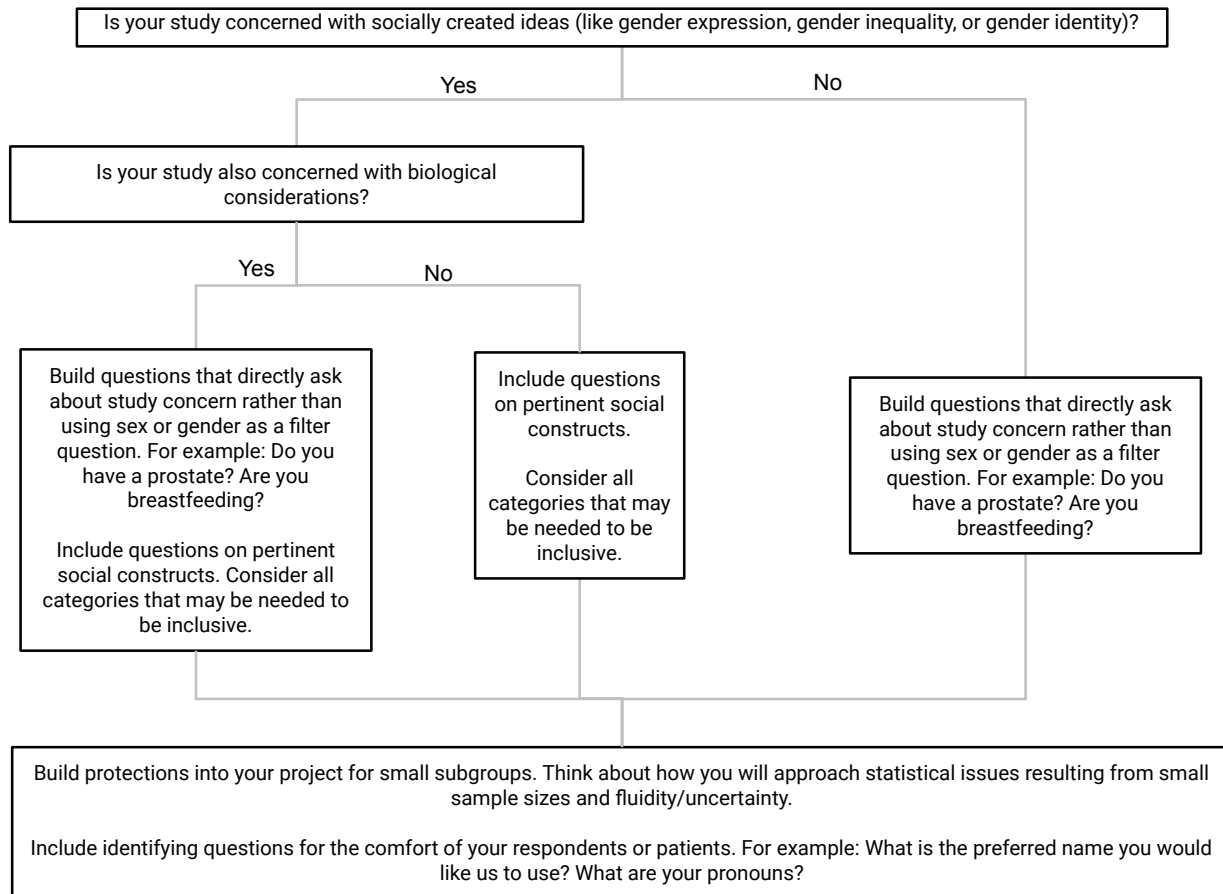 Is your study concerned with socially created ideas (like gender expression, gender inequality, or gender identity)?
Yes
No
Is your study also concerned with biological
considerations?
Yes
No
Build questions that directly ask
about study concern rather than
using sex or gender as a filter
question. For example: Do you
have a prostate? Are you
breastfeeding?
Include questions on pertinent
social constructs. Consider all
categories that may be needed to
be inclusive.
Include questions
on pertinent social
constructs.
Consider all
categories that may
be needed to be
inclusive.
Build questions that directly ask
about study concern rather than
using sex or gender as a filter
question. For example: Do you
have a prostate? Are you
breastfeeding?
Build protections into your project for small subgroups. Think about how you will approach statistical issues resulting from small
sample sizes and fluidity/uncertainty.
Include identifying questions for the comfort of your respondents or patients. For example: What is the preferred name you would
like us to use? What are your pronouns?